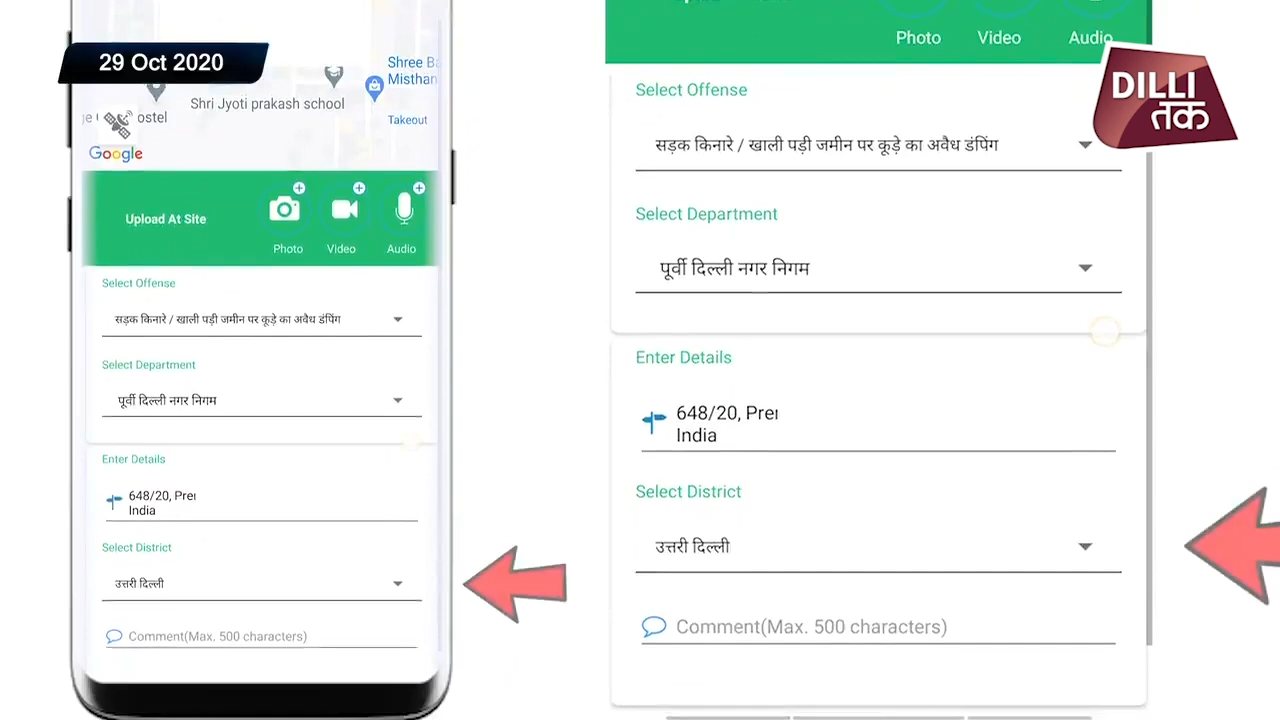 29 Oct 2020
Shree Ba
Misthan
Shri Jyoti prakash school
ostel
Takeout
Google
Upload At Site
Photo
Video
Audio
Select Offense
सड़क किनारे / खाली पड़ी जमीन पर कूड़े का अवैध डंपिंग
Select Department
पूर्वी दिल्ली नगर निगम
Enter Details
648/20, Prer
India
Select District
उत्तरी दिल्ली
Comment(Max. 500 characters)
Photo
Video
Audio
DILLI
तक
Select Offense
सड़क किनारे / खाली पड़ी जमीन पर कूड़े का अवैध डंपिंग
Select Department
पूर्वी दिल्ली नगर निगम
Enter Details
648/20, Prer
India
Select District
उत्तरी दिल्ली
Comment(Max. 500 characters)